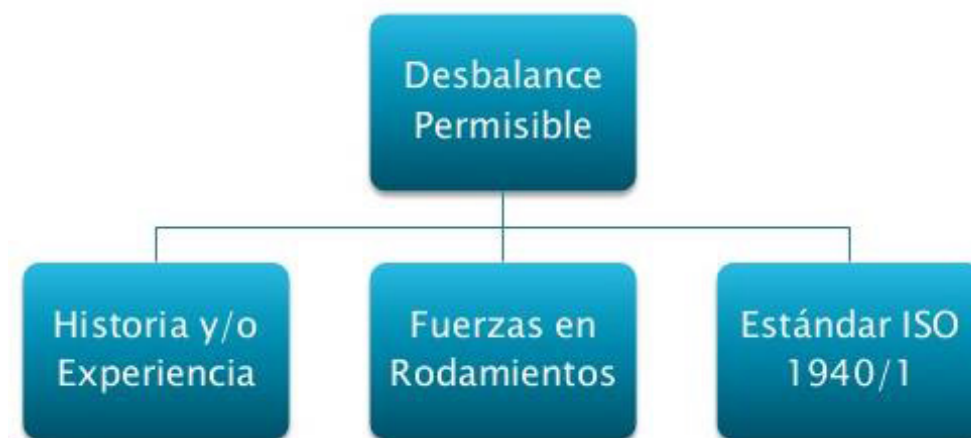 Desbalance
Permisible
Historia y/o
Experiencia
Fuerzas en
Rodamientos
Estándar ISO
1940/1